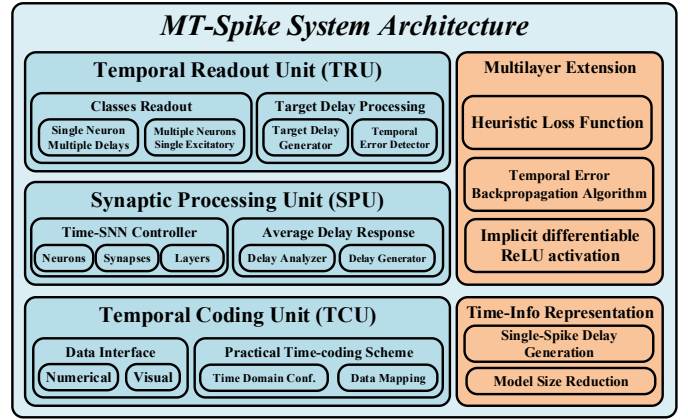 MT-Spike System Architecture
Temporal Readout Unit (TRU)
Classes Readout
Single Neuron
Multiple Delays
Multiple Neurons
Single Excitatory
Target Delay Processing
Target Delay
Generator
Temporal
Error Detector
Synaptic Processing Unit (SPU)
Time-SNN Controller
Neurons
Synapses
Layers
Average Delay Response
Delay Analyzer
Delay Generator
Temporal Coding Unit (TCU)
Data Interface
Numerical
Visual
Practical Time-coding Scheme
Time Domain Conf.
Data Mapping
Multilayer Extension
Heuristic Loss Function
Temporal Error
Backpropagation Algorithm
Implicit differentiable
ReLU activation
Time-Info Representation
Single-Spike Delay
Generation
Model Size Reduction